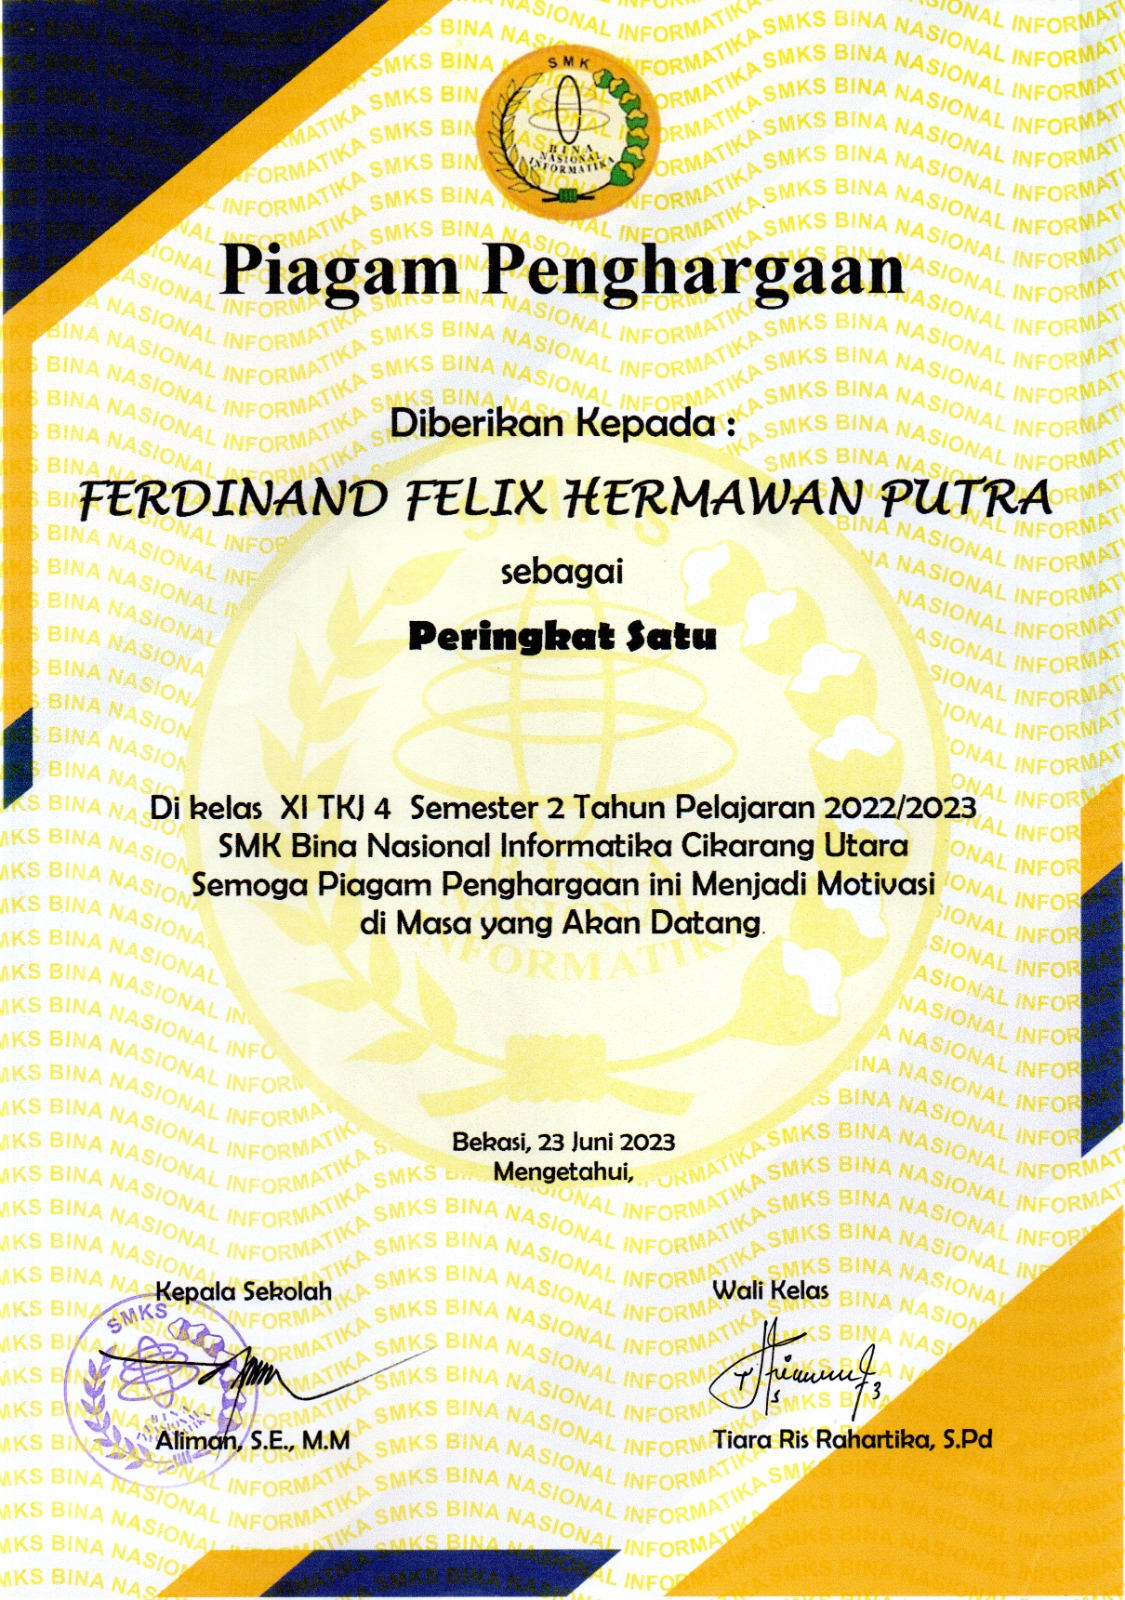 SMK
BINA
NASIONAL
INFORMATIKA
Piagam Penghargaan
Diberikan Kepada :
FERDINAND FELIX HERMAWAN PUTRA
sebagai
Peringkat Satu
Di kelas XI TKJ 4 Semester 2 Tahun Pelajaran 2022/2023
SMK Bina Nasional Informatika Cikarang Utara
Semoga Piagam Penghargaan ini Menjadi Motivasi
di Masa yang Akan Datang.
Bekasi, 23 Juni 2023
Mengetahui,
Kepala Sekolah
Wali Kelas
SMKS
BINA
NASIONAL
INFORMATIKA
Aliman, S.E., M.M
Tiara Ris Rahartika, S.Pd